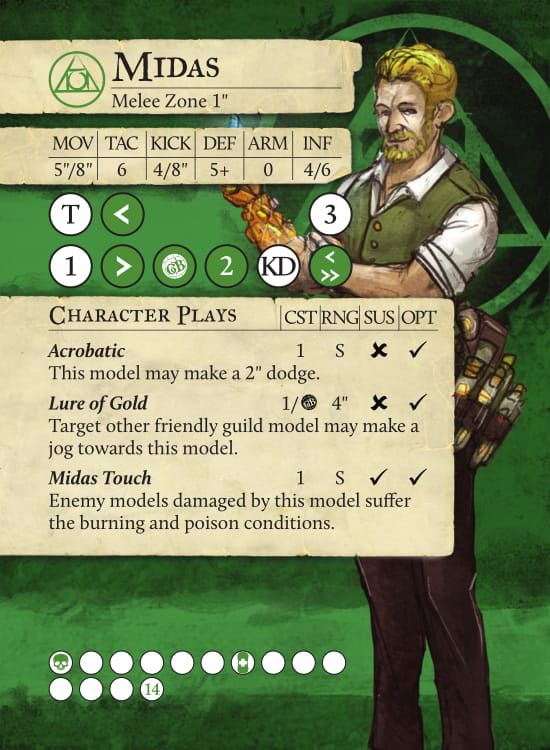 Midas
Melee Zone 1"
MOV TAC KICK DEF ARM INF
5"/8" 6 4/8" 5+ 0 4/6
T < 3
1 > GB 2 KD < >>
Character Plays CST RNG SUS OPT
Acrobatic 1 S ✘ ✓
This model may make a 2" dodge.
Lure of Gold 1/GB 4" ✘ ✓
Target other friendly guild model may make a
jog towards this model.
Midas Touch 1 S ✓ ✓
Enemy models damaged by this model suffer
the burning and poison conditions.
14